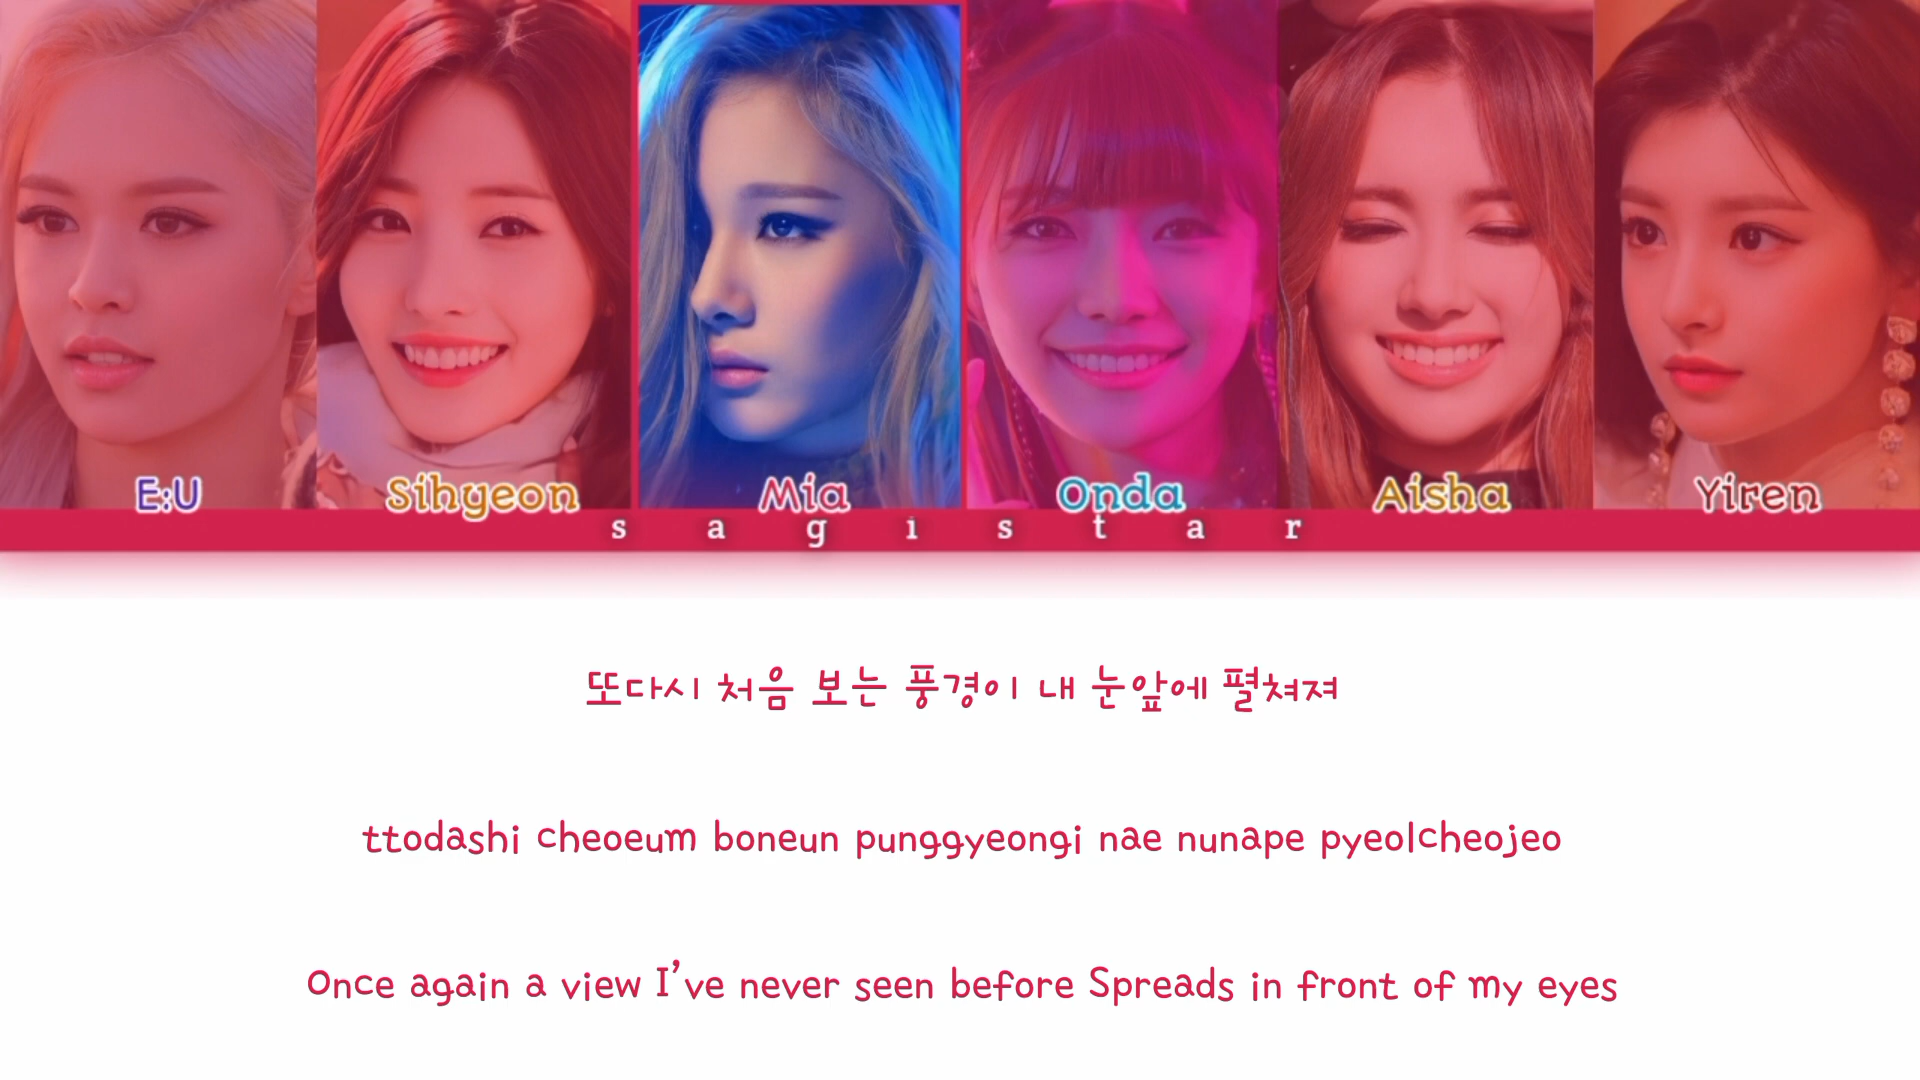 E:U Sihyeon Mia Onda Aisha Yiren
sagistar
또다시 처음 보는 풍경이 내 눈앞에 펼쳐져
ttodashi cheoeum boneun punggyeongi nae nunape pyeolcheojeo
Once again a view I've never seen before Spreads in front of my eyes